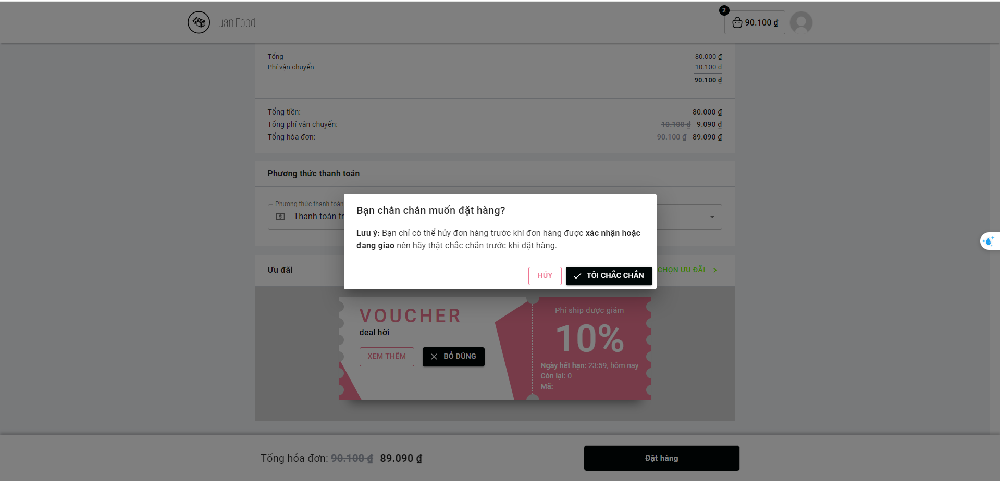 Luan Food
2
90.100 ₫
Tổng 80.000 ₫
Phí vận chuyển 10.100 ₫
90.100 ₫
Tổng tiền: 80.000 ₫
Tổng phí vận chuyển: 10.100 ₫ 9.090 ₫
Tổng hóa đơn: 90.100 ₫ 89.090 ₫
Phương thức thanh toán
Phương thức thanh toán
Thanh toán tr
Bạn chắn chắn muốn đặt hàng?
Lưu ý: Bạn chỉ có thể hủy đơn hàng trước khi đơn hàng được xác nhận hoặc
đang giao nên hãy thật chắc chắn trước khi đặt hàng.
HỦY
TÔI CHẮC CHẮN
Ưu đãi
CHỌN ƯU ĐÃI
VOUCHER
deal hời
XEM THÊM
BỎ DÙNG
Phí ship được giảm
10%
Ngày hết hạn: 23:59, hôm nay
Còn lại: 0
Mã:
Tổng hóa đơn: 90.100 ₫ 89.090 ₫
Đặt hàng